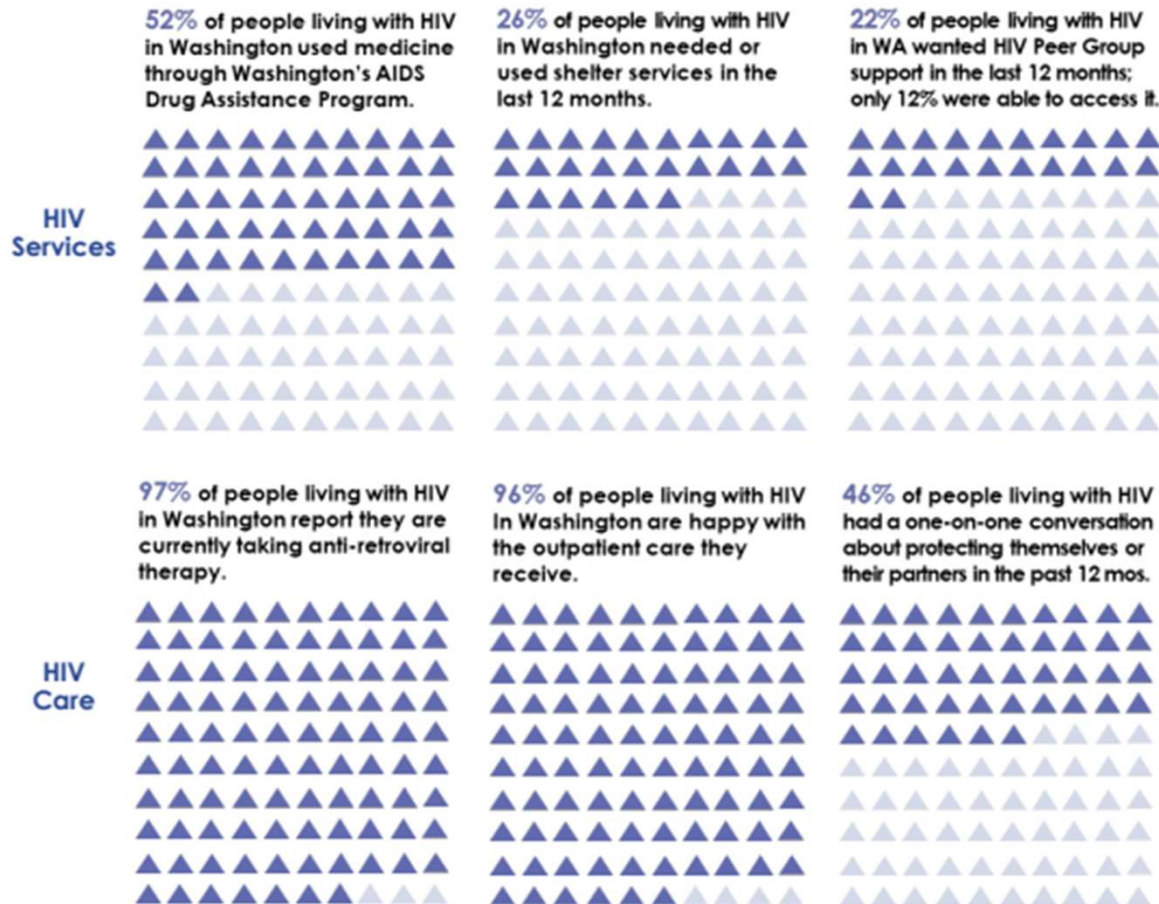 52% of people living with HIV
in Washington used medicine
through Washington's AIDS
Drug Assistance Program.
26% of people living with HIV
in Washington needed or
used shelter services in the
last 12 months.
22% of people living with HIV
in WA wanted HIV Peer Group
support in the last 12 months;
only 12% were able to access it.
HIV
Services
97% of people living with HIV
in Washington report they are
currently taking anti-retroviral
therapy.
96% of people living with HIV
In Washington are happy with
the outpatient care they
receive.
46% of people living with HIV
had a one-on-one conversation
about protecting themselves or
their partners in the past 12 mos.
HIV
Care